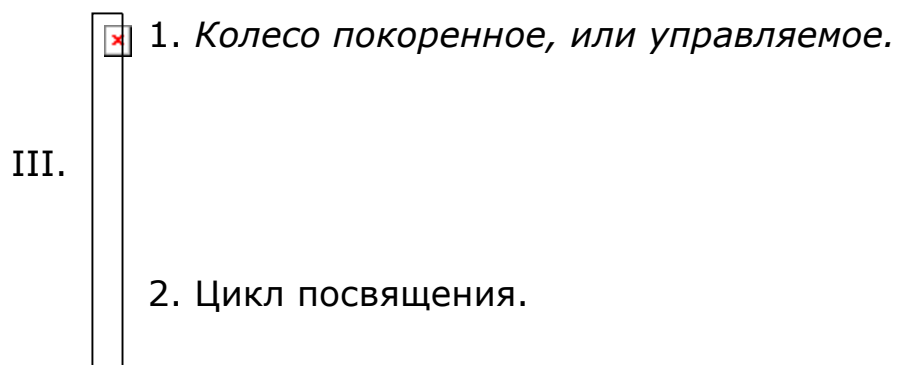 1. Колесо покоренное, или управляемое.
III.
2. Цикл посвящения.